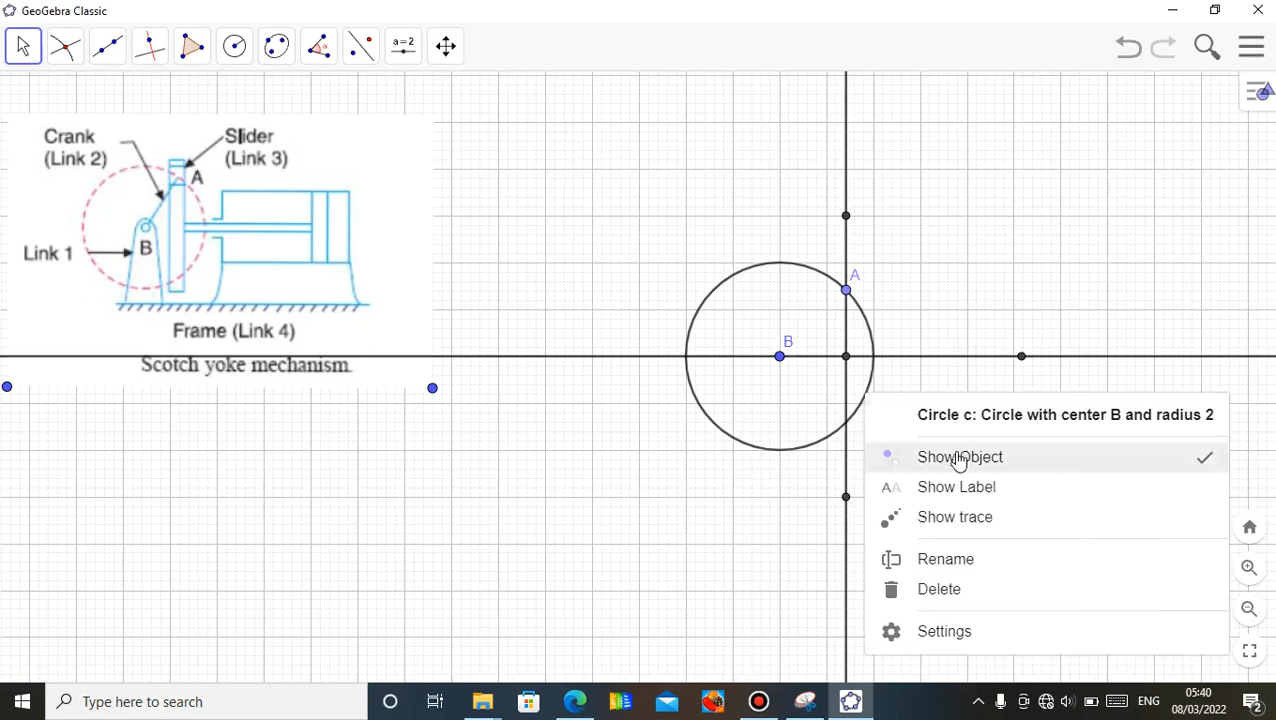 GeoGebra Classic
a=2
Crank
(Link 2)
Slider
(Link 3)
A
B
Link 1
Frame (Link 4)
Scotch yoke mechanism.
A
B
Circle c: Circle with center B and radius 2
Show Object
AA Show Label
Show trace
Rename
Delete
Settings
Type here to search
ENG
05:40
08/03/2022
2